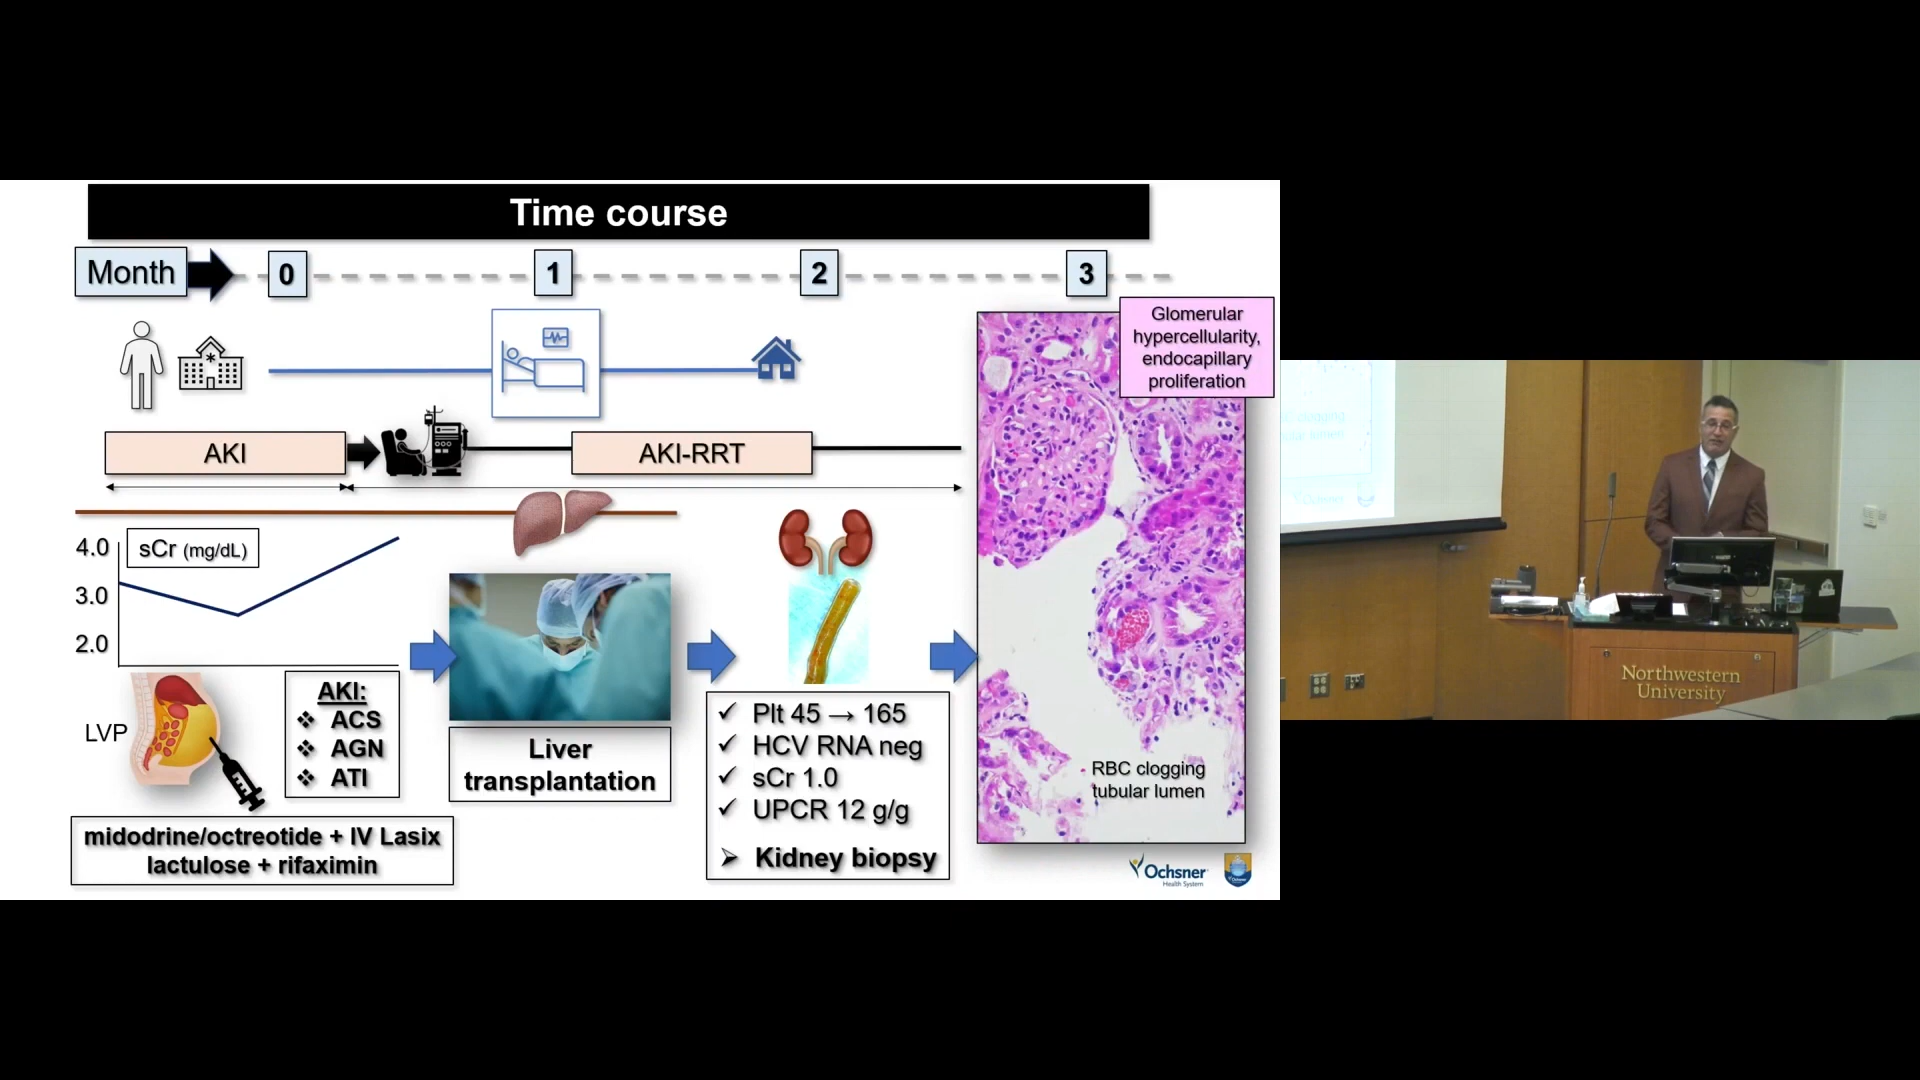 Time course
Month
0
1
2
3
Glomerular
hypercellularity,
endocapillary
proliferation
AKI
AKI-RRT
4.0
3.0
2.0
sCr (mg/dL)
LVP
AKI:
❖ ACS
❖ AGN
❖ ATI
midodrine/octreotide + IV Lasix
lactulose + rifaximin
Liver
transplantation
✓ Plt 45 → 165
✓ HCV RNA neg
✓ sCr 1.0
✓ UPCR 12 g/g
➢ Kidney biopsy
RBC clogging
tubular lumen
Ochsner
Health System
Northwestern
University